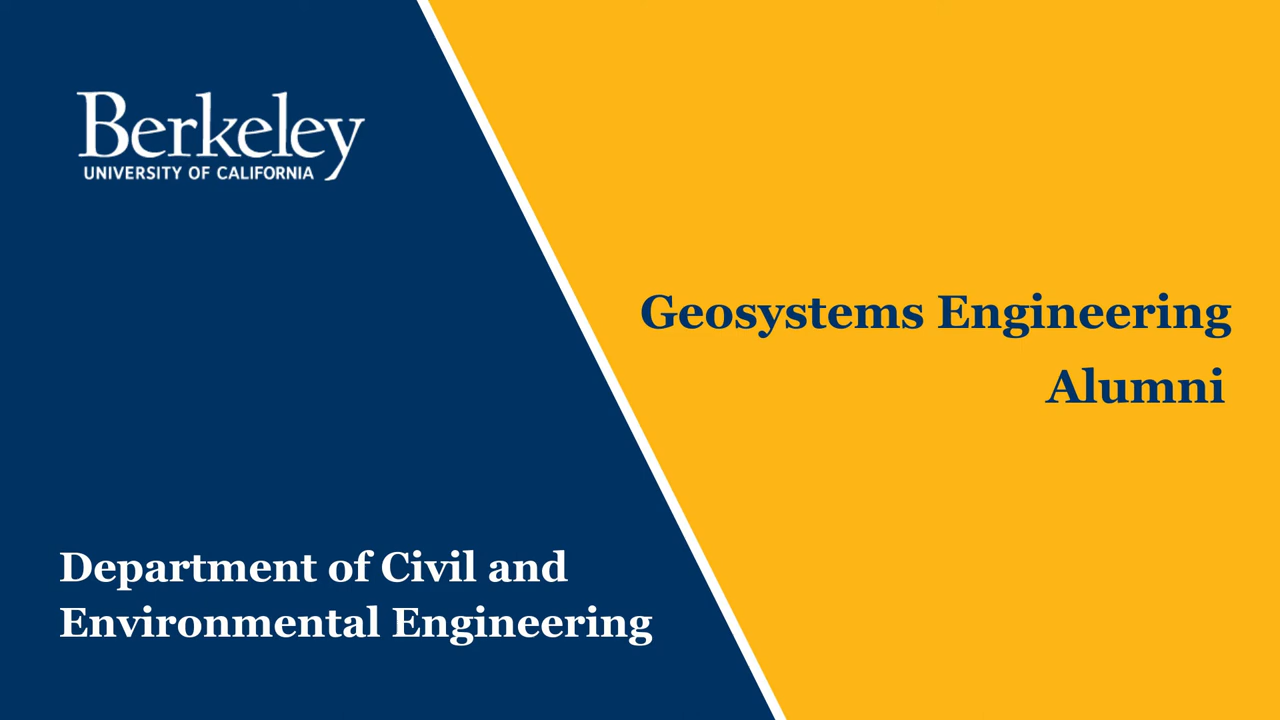 Berkeley
UNIVERSITY OF CALIFORNIA
Geosystems Engineering
Alumni
Department of Civil and
Environmental Engineering